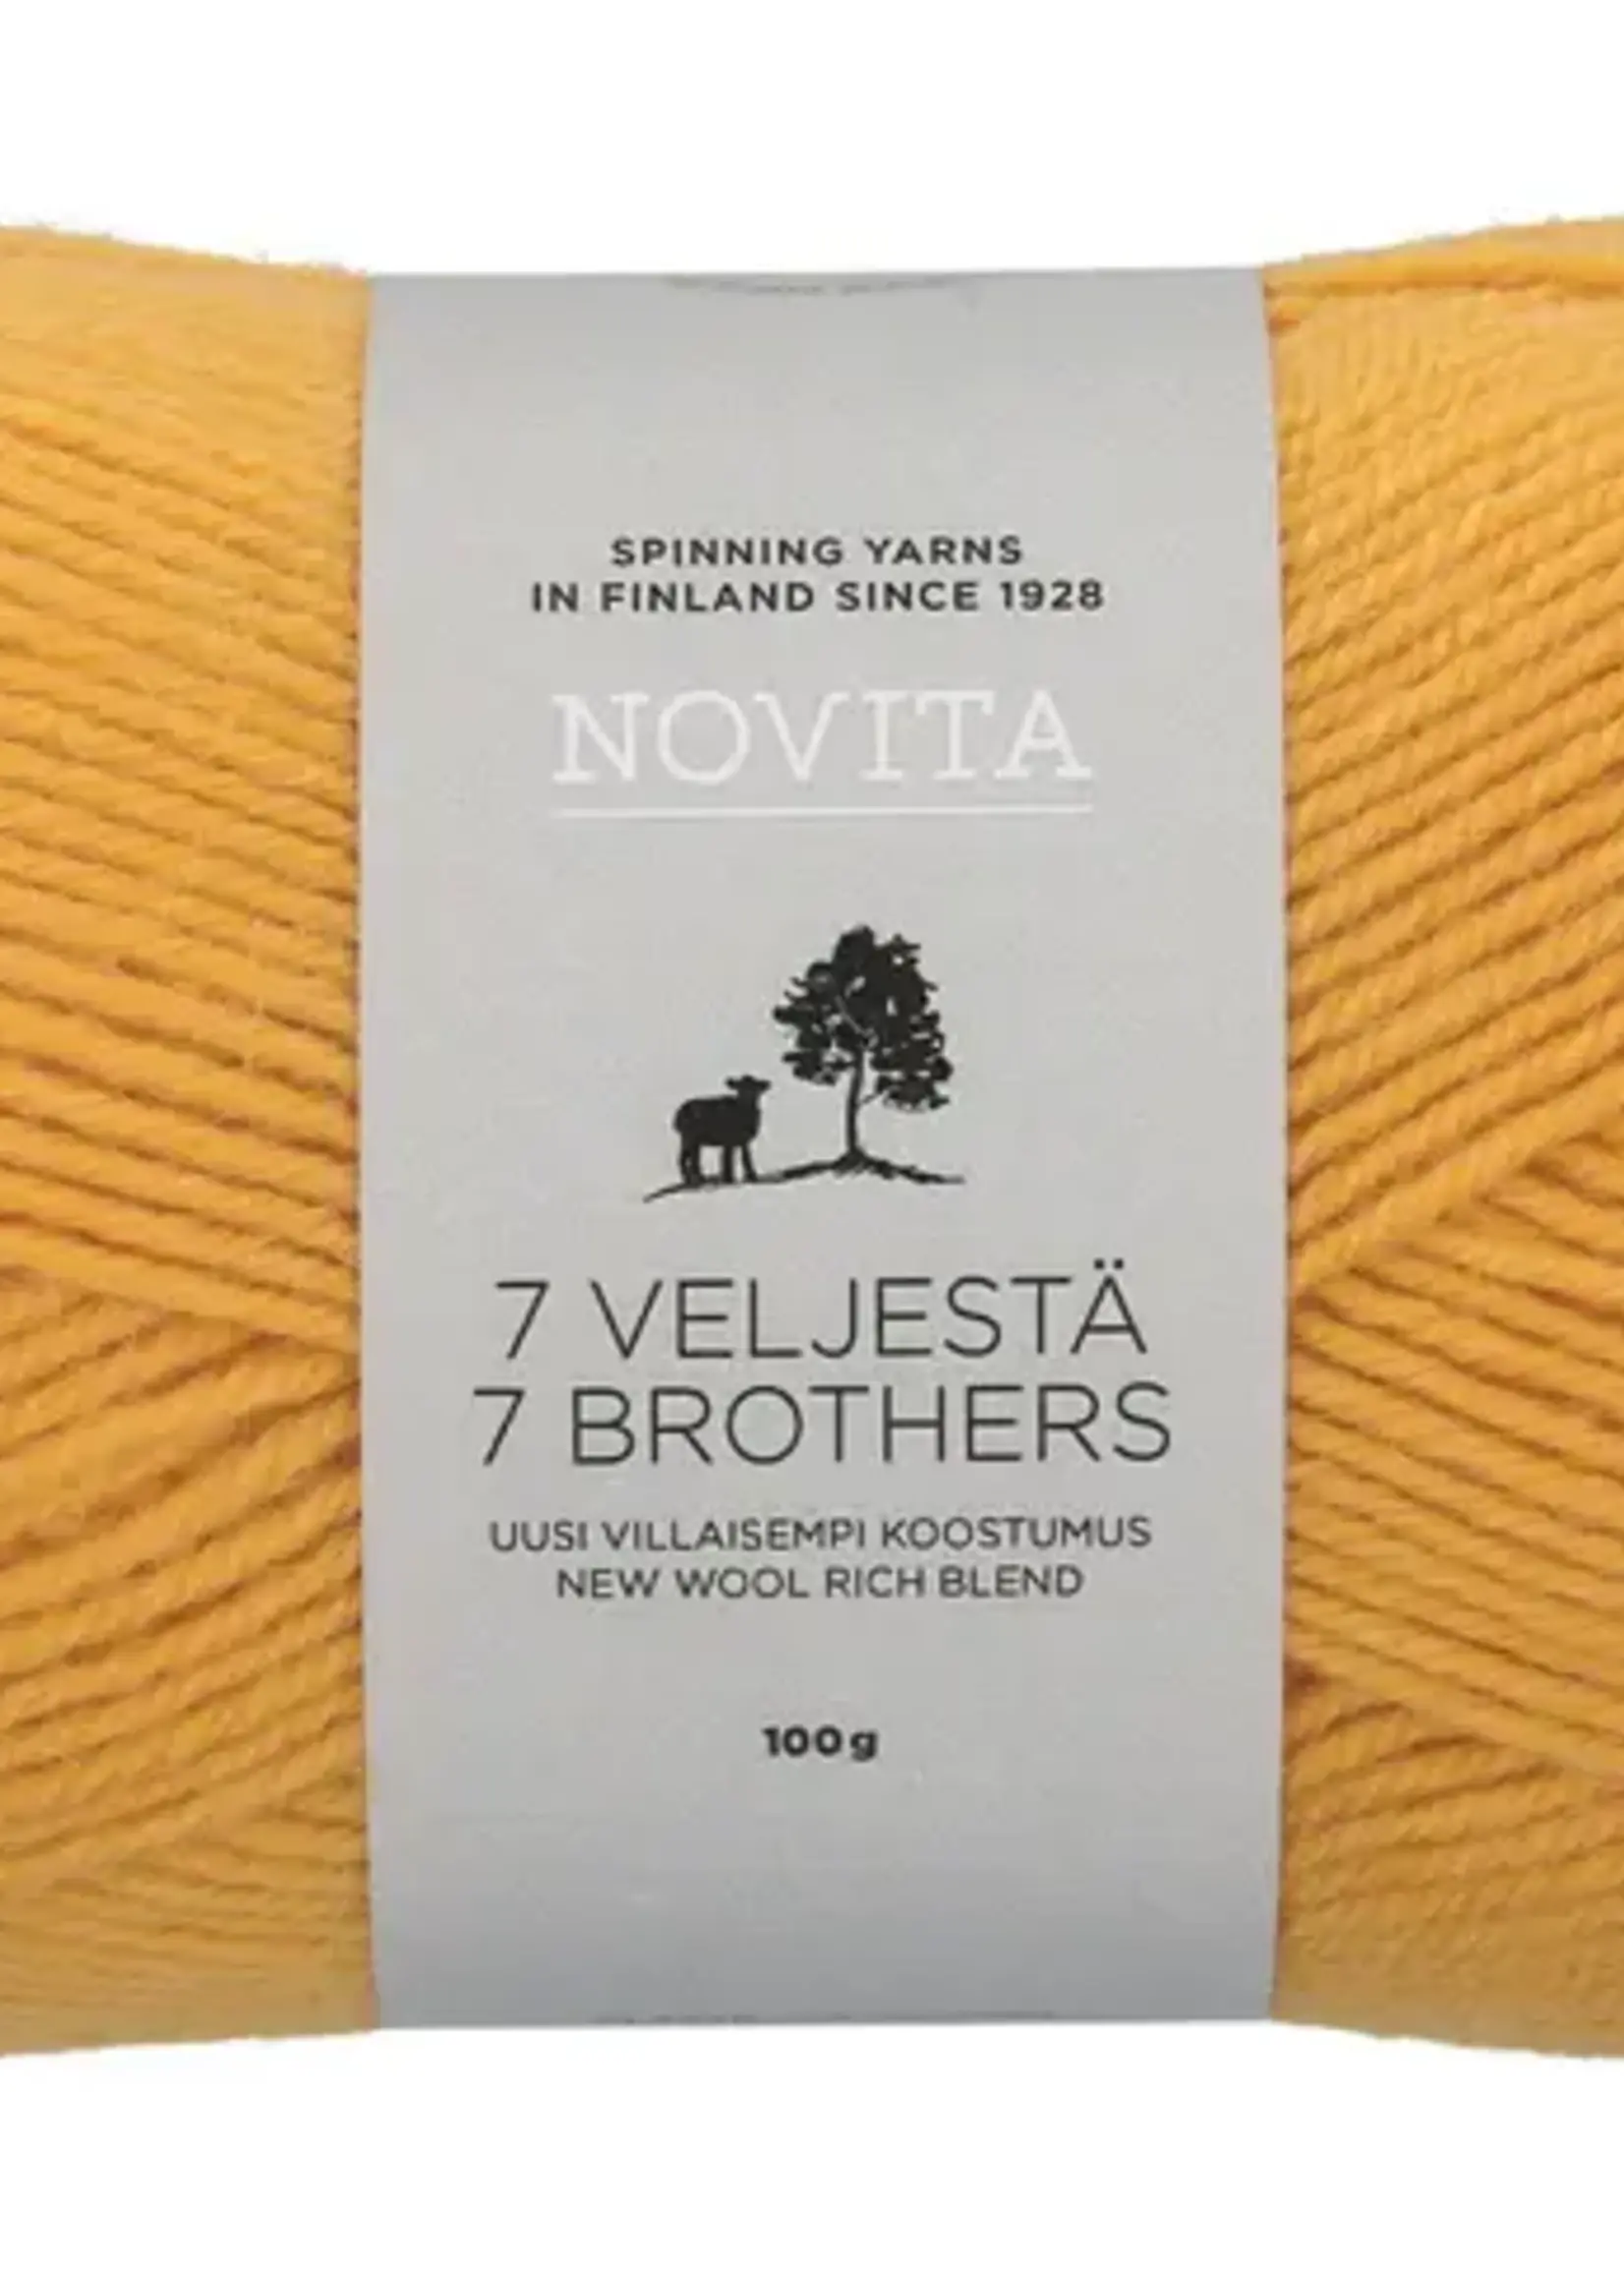 SPINNING YARNS
IN FINLAND SINCE 1928
NOVITA
7 VELJESTÄ
7 BROTHERS
UUSI VILLAISEMPI KOOSTUMUS
NEW WOOL RICH BLEND
100g